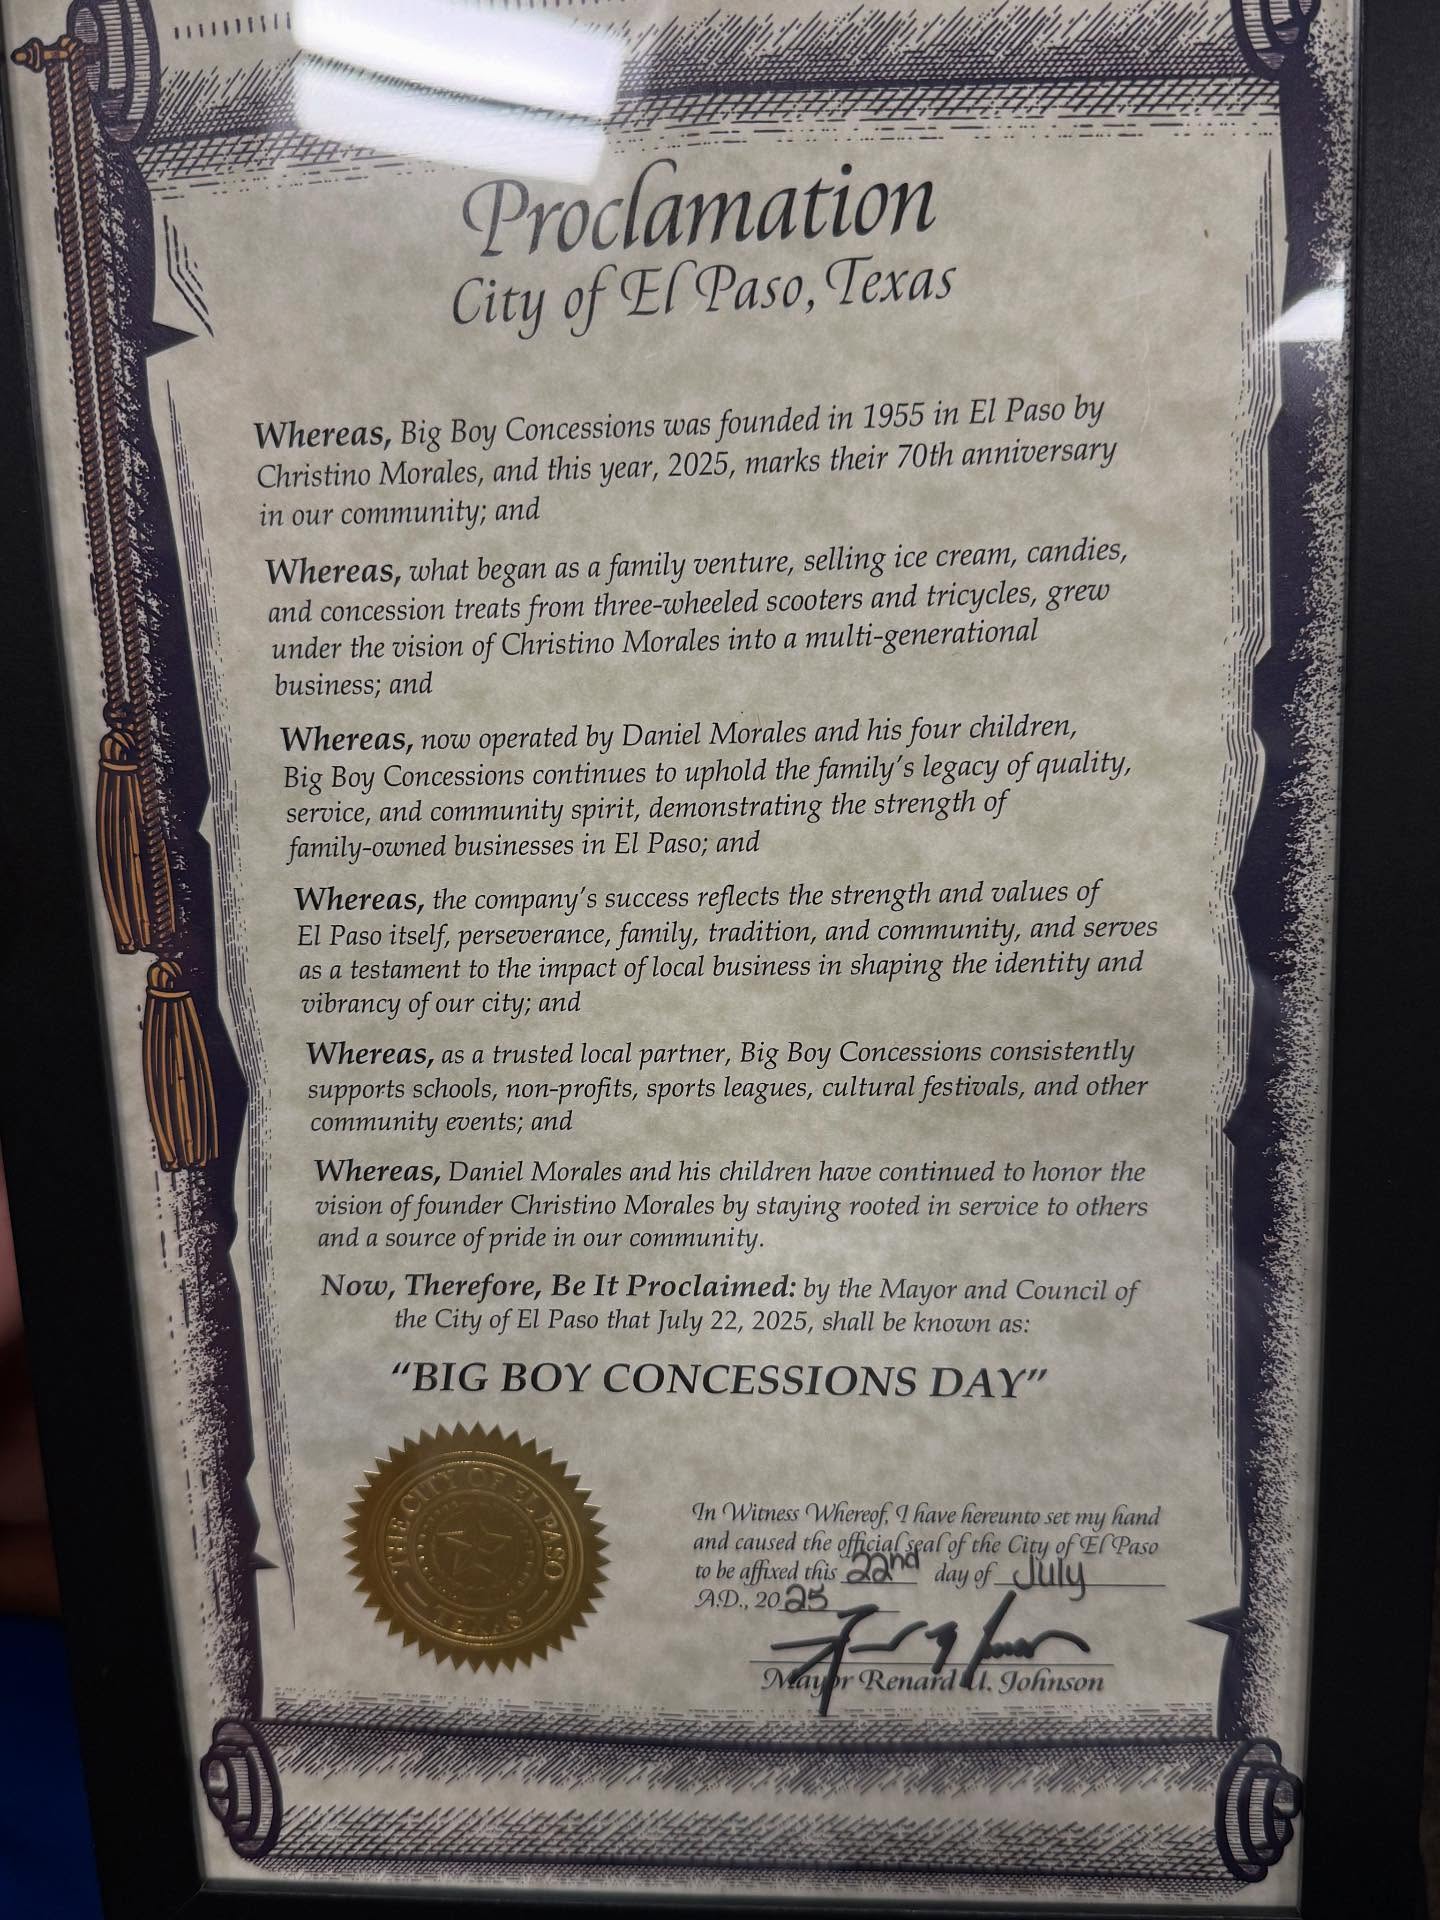 Proclamation
City of El Paso, Texas
Whereas, Big Boy Concessions was founded in 1955 in El Paso by
Christino Morales, and this year, 2025, marks their 70th anniversary
in our community; and
Whereas, what began as a family venture, selling ice cream, candies,
and concession treats from three-wheeled scooters and tricycles, grew
under the vision of Christino Morales into a multi-generational
business; and
Whereas, now operated by Daniel Morales and his four children,
Big Boy Concessions continues to uphold the family's legacy of quality,
service, and community spirit, demonstrating the strength of
family-owned businesses in El Paso; and
Whereas, the company's success reflects the strength and values of
El Paso itself, perseverance, family, tradition, and community, and serves
as a testament to the impact of local business in shaping the identity and
vibrancy of our city; and
Whereas, as a trusted local partner, Big Boy Concessions consistently
supports schools, non-profits, sports leagues, cultural festivals, and other
community events; and
Whereas, Daniel Morales and his children have continued to honor the
vision of founder Christino Morales by staying rooted in service to others
and a source of pride in our community.
Now, Therefore, Be It Proclaimed: by the Mayor and Council of
the City of El Paso that July 22, 2025, shall be known as:
"BIG BOY CONCESSIONS DAY"
THE CITY OF EL PASO
TEXAS
In Witness Whereof, I have hereunto set my hand
and caused the official seal of the City of El Paso
to be affixed this 22nd day of July
A.D., 2025
Mayor Renard U. Johnson